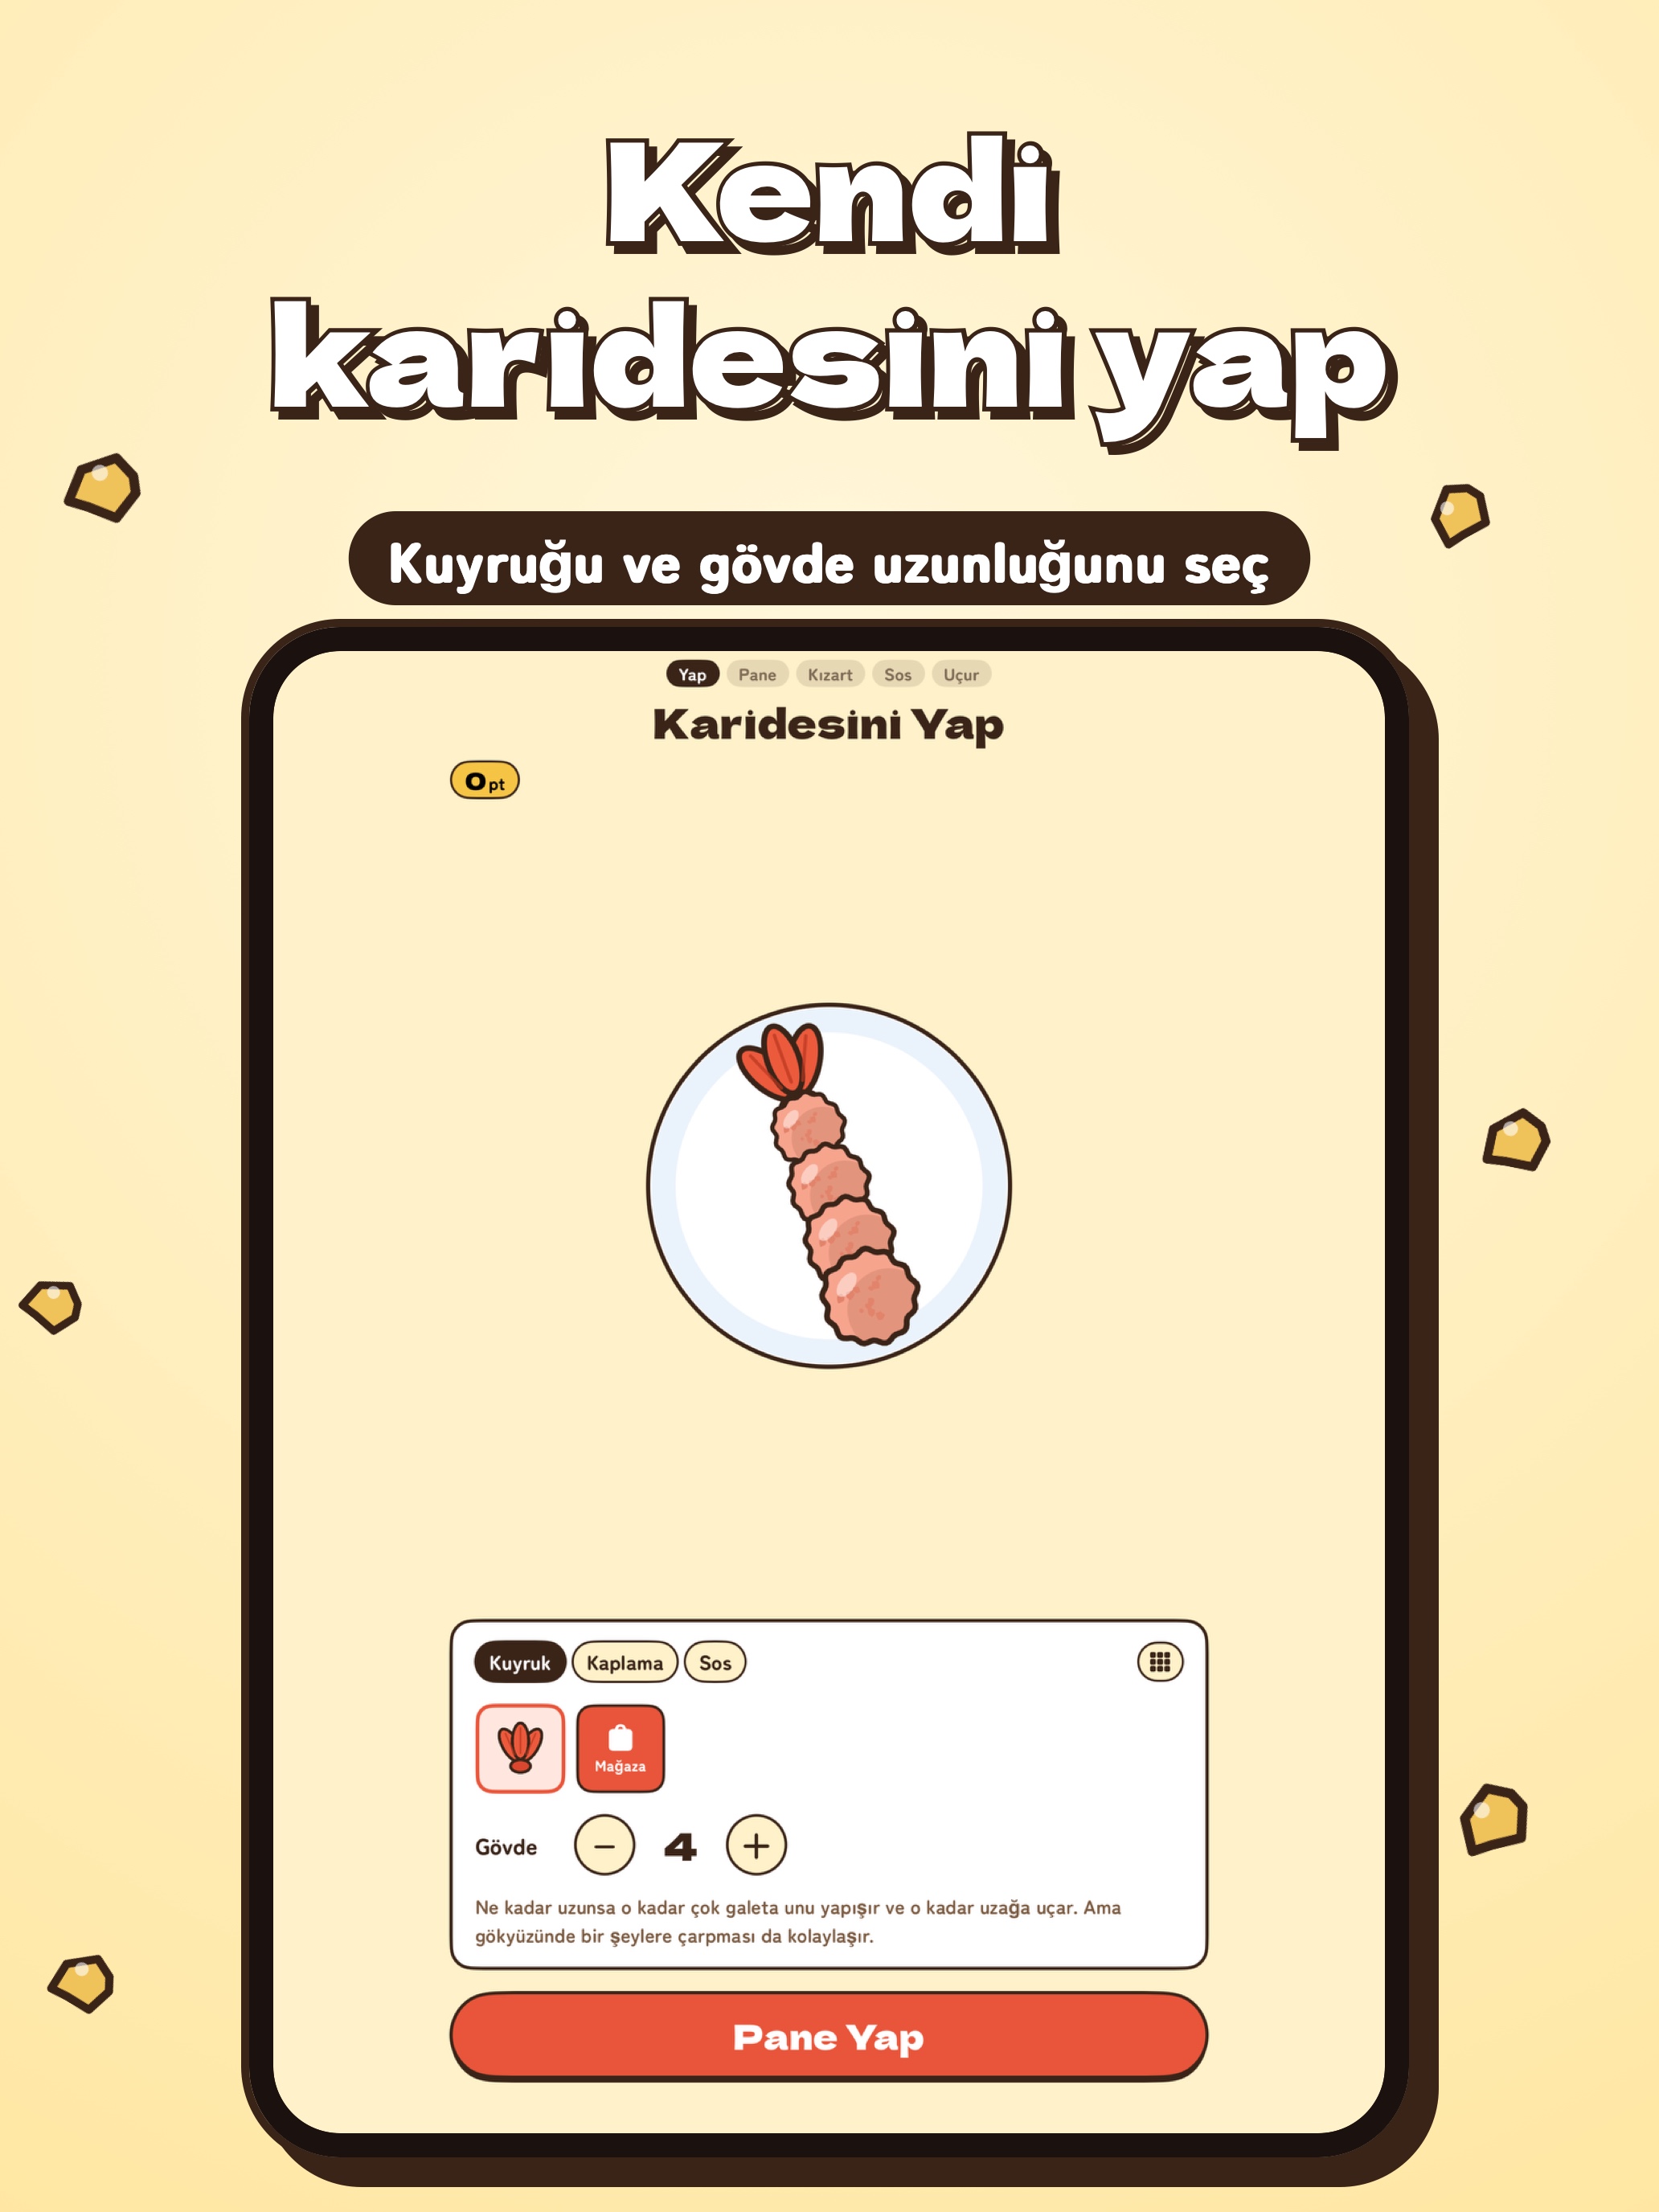 Kendi
karidesini yap
Kuyruğu ve gövde uzunluğunu seç
Yap Pane Kızart Sos Uçur
Karidesini Yap
0 pt
Kuyruk Kaplama Sos
Mağaza
Gövde − 4 +
Ne kadar uzunsa o kadar çok galeta unu yapışır ve o kadar uzağa uçar. Ama
gökyüzünde bir şeylere çarpması da kolaylaşır.
Pane Yap